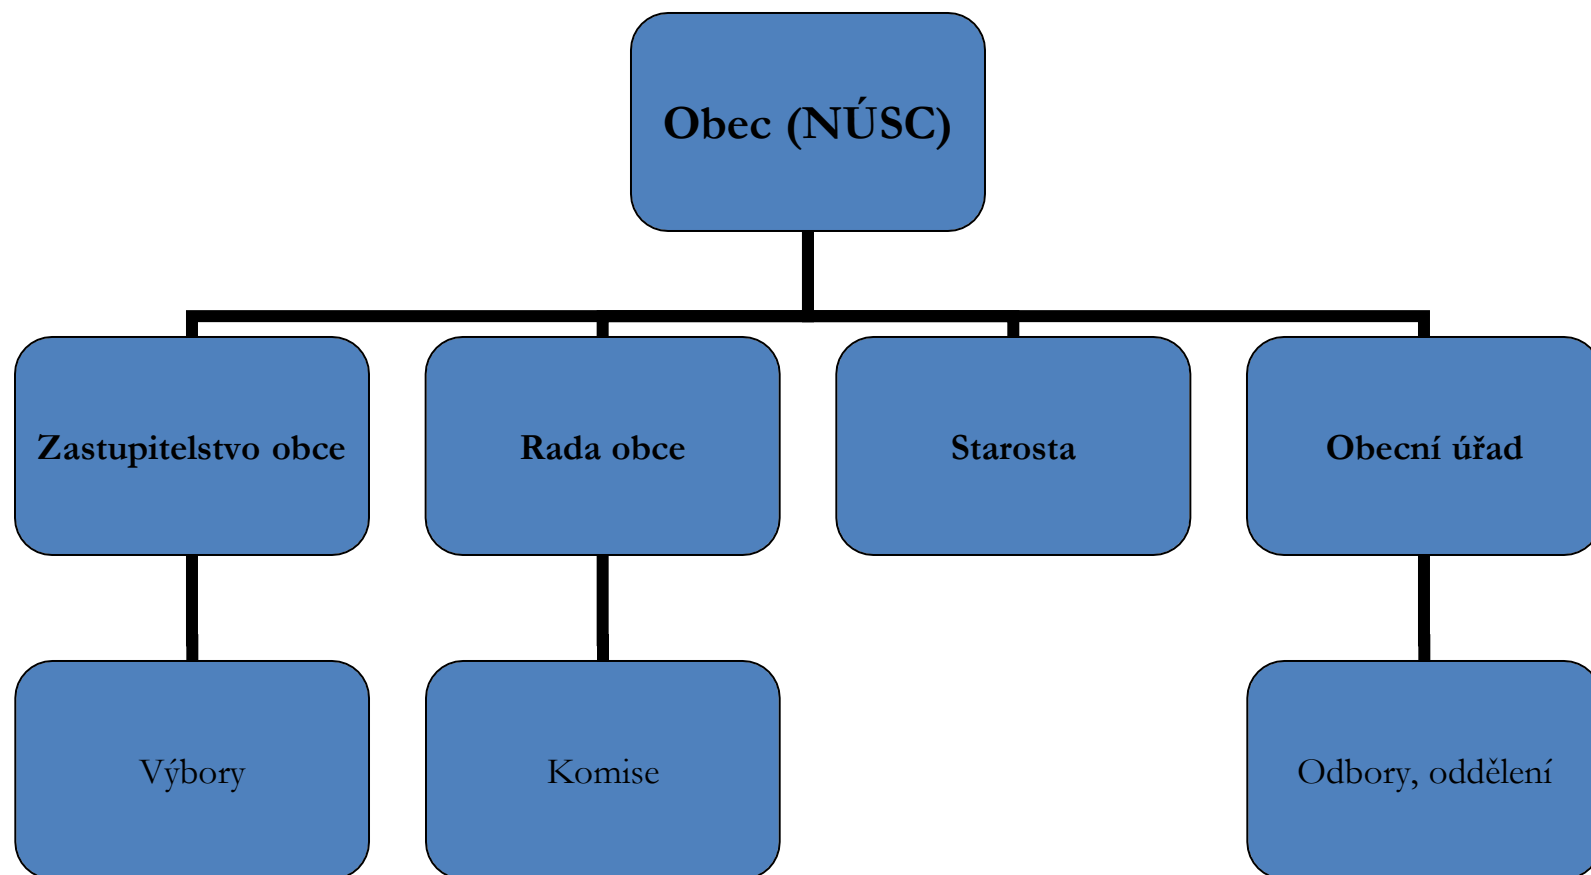 Obec (NÚSC)
Zastupitelstvo obce
Rada obce
Starosta
Obecní úřad
Výbory
Komise
Odbory, oddělení